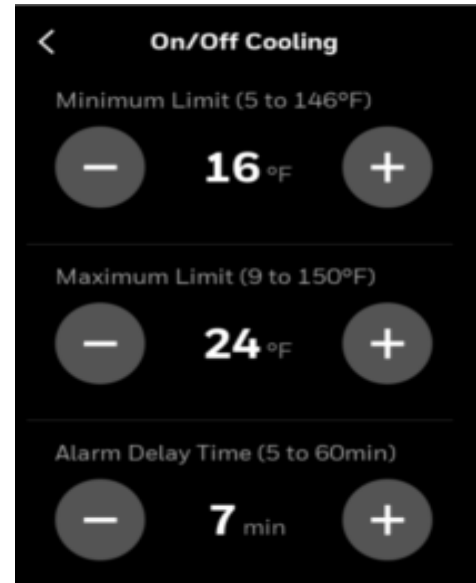 On/Off Cooling
Minimum Limit (5 to 146°F)
16 °F
Maximum Limit (9 to 150°F)
24 °F
Alarm Delay Time (5 to 60min)
7 min